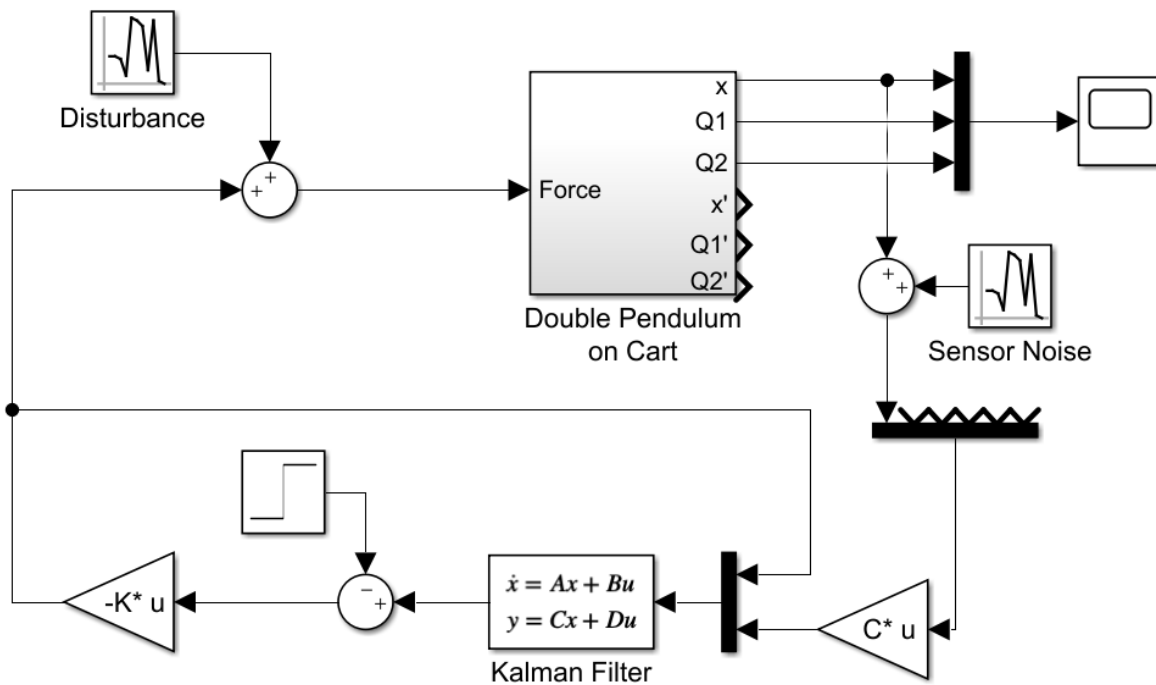 Disturbance
+
+
Force
x
Q1
Q2
x'
Q1'
Q2'
Double Pendulum
on Cart
+
+
Sensor Noise
-K* u
−
+
ẋ = Ax + Bu
y = Cx + Du
Kalman Filter
C* u